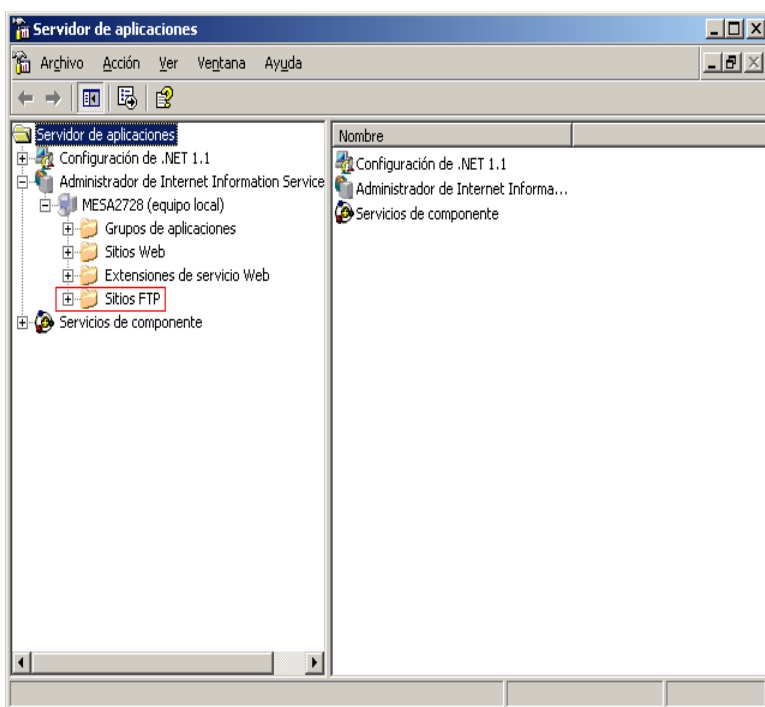 Servidor de aplicaciones
Archivo Acción Ver Ventana Ayuda
Servidor de aplicaciones
Configuración de .NET 1.1
Administrador de Internet Information Service
MESA2728 (equipo local)
Grupos de aplicaciones
Sitios Web
Extensiones de servicio Web
Sitios FTP
Servicios de componente
Nombre
Configuración de .NET 1.1
Administrador de Internet Informa...
Servicios de componente